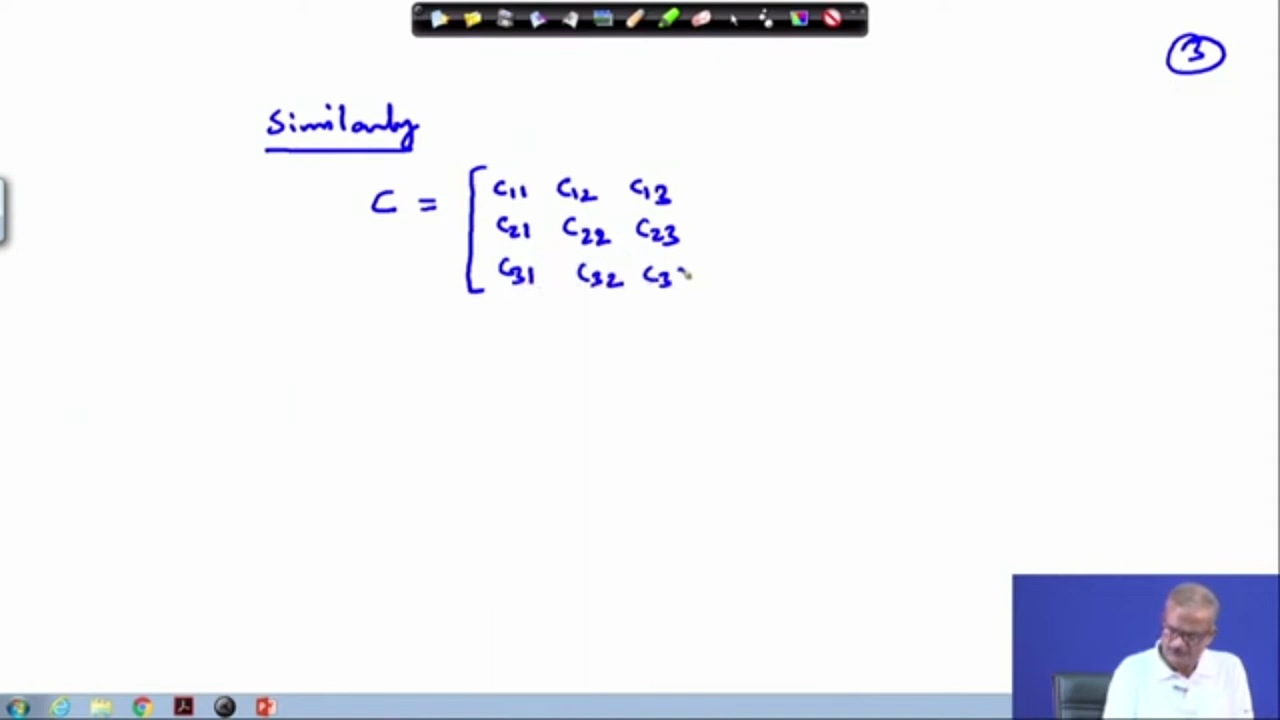 3
Similarly
C = [ C11 C12 C13
C21 C22 C23
C31 C32 C3